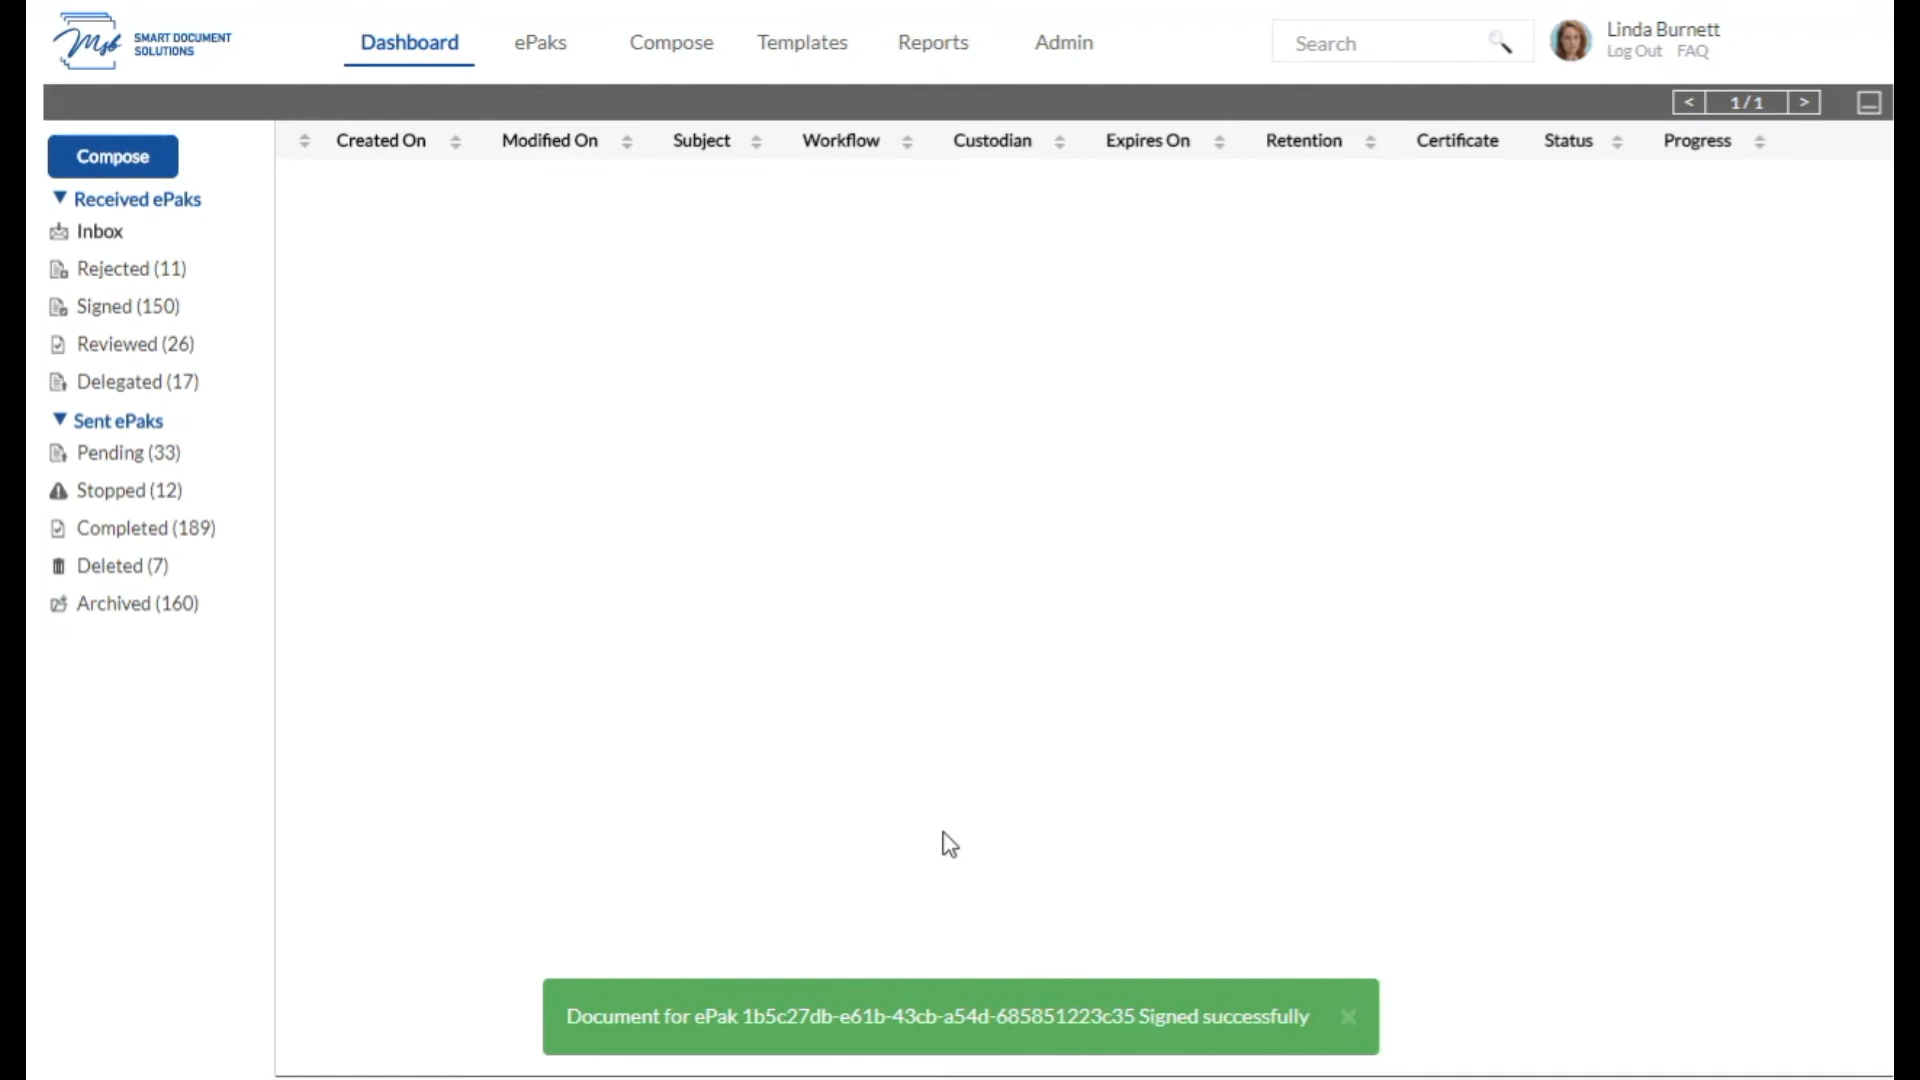 Msb SMART DOCUMENT
SOLUTIONS
Dashboard ePaks Compose Templates Reports Admin
Search
Linda Burnett
Log Out FAQ
< 1/1 >
Compose
Created On Modified On Subject Workflow Custodian Expires On Retention Certificate Status Progress
Received ePaks
Inbox
Rejected (11)
Signed (150)
Reviewed (26)
Delegated (17)
Sent ePaks
Pending (33)
Stopped (12)
Completed (189)
Deleted (7)
Archived (160)
Document for ePak 1b5c27db-e61b-43cb-a54d-685851223c35 Signed successfully ×